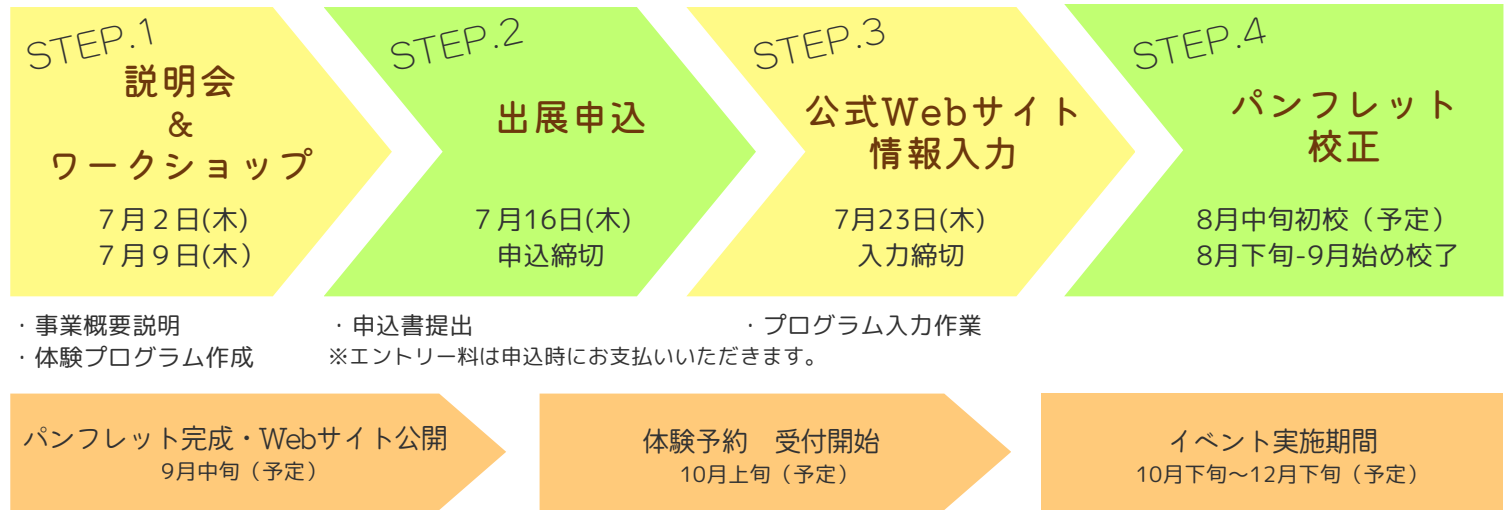 STEP.1
説明会
&
ワークショップ
７月２日(木)
７月９日(木)
・事業概要説明
・体験プログラム作成
STEP.2
出展申込
７月16日(木)
申込締切
・申込書提出
※エントリー料は申込時にお支払いいただきます。
STEP.3
公式Webサイト
情報入力
7月23日(木)
入力締切
・プログラム入力作業
STEP.4
パンフレット
校正
8月中旬初校（予定）
8月下旬-9月始め校了
パンフレット完成・Webサイト公開
9月中旬（予定）
体験予約　受付開始
10月上旬（予定）
イベント実施期間
10月下旬～12月下旬（予定）